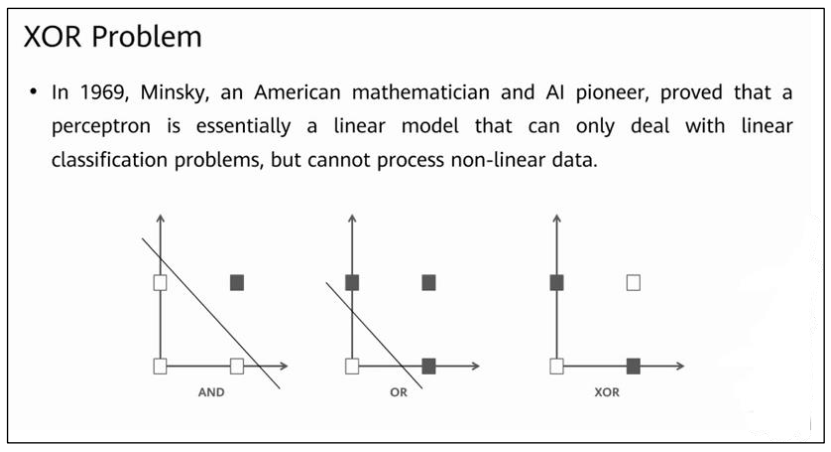 XOR Problem
• In 1969, Minsky, an American mathematician and AI pioneer, proved that a
perceptron is essentially a linear model that can only deal with linear
classification problems, but cannot process non-linear data.
AND
OR
XOR